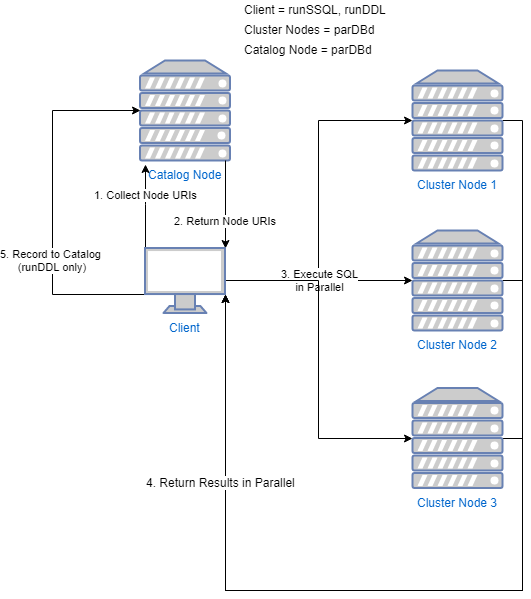 Client = runSSQL, runDDL
Cluster Nodes = parDBd
Catalog Node = parDBd
Catalog Node
Cluster Node 1
1. Collect Node URIs
2. Return Node URIs
5. Record to Catalog
(runDDL only)
3. Execute SQL
in Parallel
Client
Cluster Node 2
4. Return Results in Parallel
Cluster Node 3